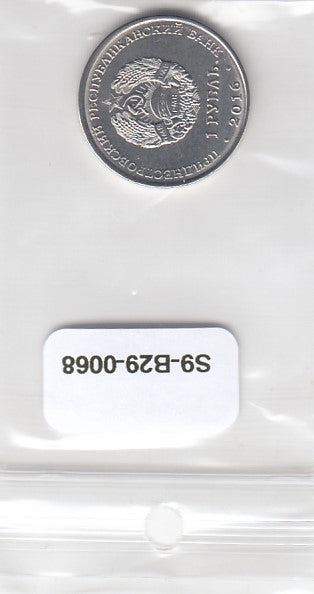 ПРИДНЕСТРОВСКИЙ РЕСПУБЛИКАНСКИЙ БАНК
1 РУБЛЬ
2016
S9-B29-0068